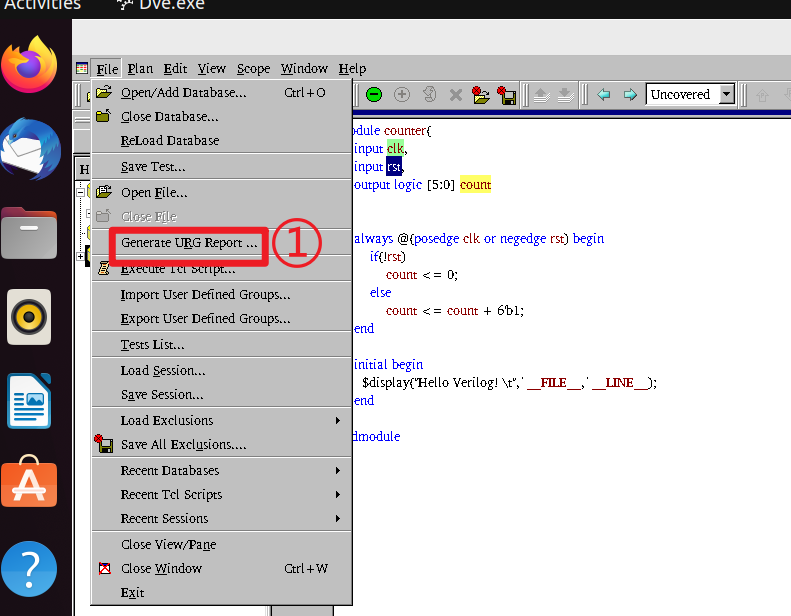 Activities Dve.exe
File Plan Edit View Scope Window Help
Open/Add Database... Ctrl+O
Close Database...
ReLoad Database
Save Test...
Open File...
Close File
Generate URG Report ...
①
Execute Tcl Script...
Import User Defined Groups...
Export User Defined Groups...
Tests List...
Load Session...
Save Session...
Load Exclusions
Save All Exclusions....
Recent Databases
Recent Tcl Scripts
Recent Sessions
Close View/Pane
Close Window Ctrl+W
Exit
Uncovered
H
dule counter(
input clk,
input rst,
output logic [5:0] count
always @(posedge clk or negedge rst) begin
if(!rst)
count <= 0;
else
count <= count + 6'b1;
end
initial begin
$display("Hello Verilog! \t",`__FILE__,`__LINE__);
end
dmodule